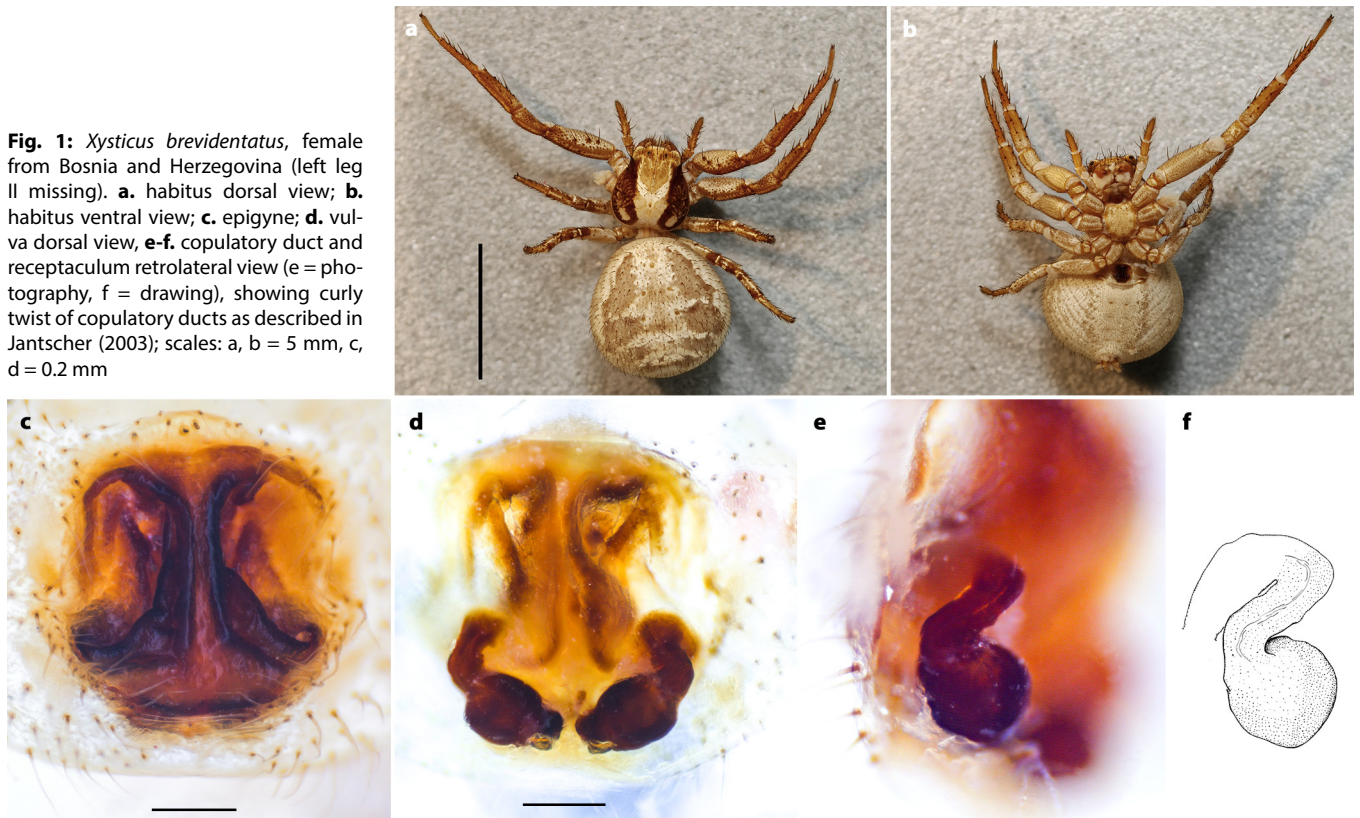 Fig. 1: Xysticus brevidentatus, female
from Bosnia and Herzegovina (left leg
II missing). a. habitus dorsal view; b.
habitus ventral view; c. epigyne; d. vul-
va dorsal view, e-f. copulatory duct and
receptaculum retrolateral view (e = pho-
tography, f = drawing), showing curly
twist of copulatory ducts as described in
Jantscher (2003); scales: a, b = 5 mm, c,
d = 0.2 mm
a
b
c
d
e
f